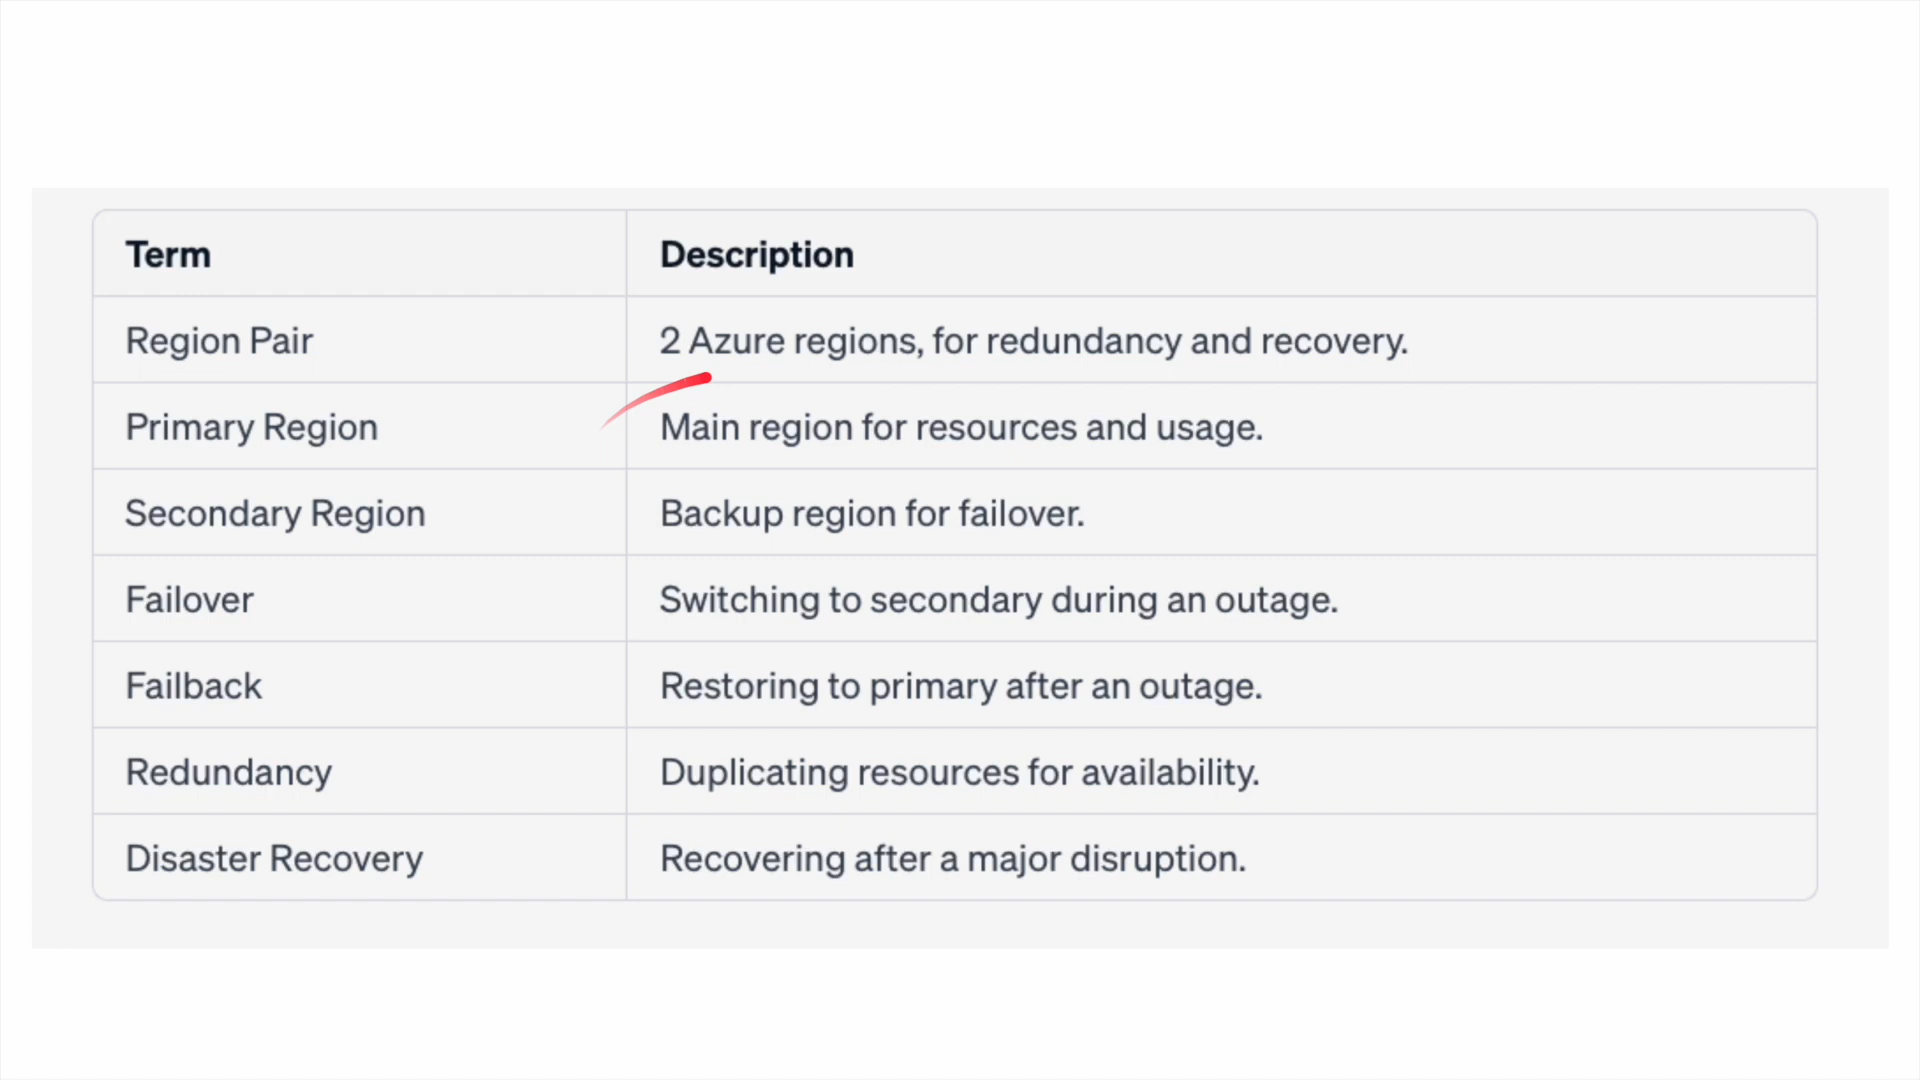 Term Description
Region Pair 2 Azure regions, for redundancy and recovery.
Primary Region Main region for resources and usage.
Secondary Region Backup region for failover.
Failover Switching to secondary during an outage.
Failback Restoring to primary after an outage.
Redundancy Duplicating resources for availability.
Disaster Recovery Recovering after a major disruption.